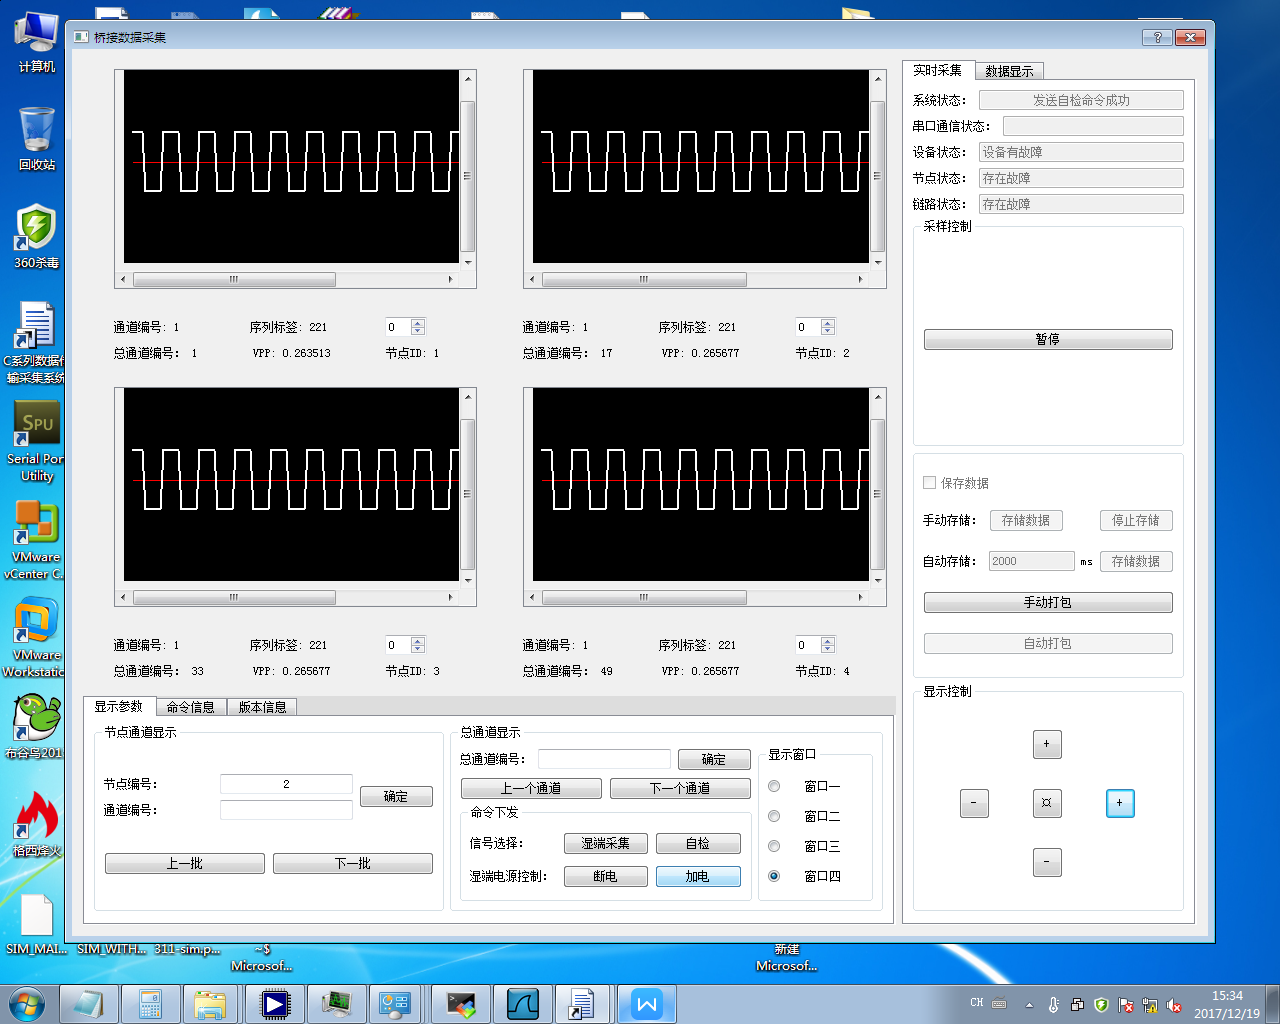 桥接数据采集
计算机
回收站
360杀毒
C系列数据传
输采集系统
SPU
Serial Port
Utility
VMware
vCenter C...
VMware
Workstatic
布谷鸟201
格西烽火
SIM_MAI...
SIM_WITH...
311-sim.p...
~$
Microsof...
新建
Microsof...
通道编号: 1
序列标签: 221
0
总通道编号: 1
VPP: 0.263513
节点ID: 1
通道编号: 1
序列标签: 221
0
总通道编号: 17
VPP: 0.265677
节点ID: 2
通道编号: 1
序列标签: 221
0
总通道编号: 33
VPP: 0.265677
节点ID: 3
通道编号: 1
序列标签: 221
0
总通道编号: 49
VPP: 0.265677
节点ID: 4
显示参数
命令信息
版本信息
节点通道显示
节点编号:
2
通道编号:
确定
上一批
下一批
总通道显示
总通道编号:
确定
上一个通道
下一个通道
命令下发
信号选择:
湿端采集
自检
湿端电源控制:
断电
加电
显示窗口
窗口一
窗口二
窗口三
窗口四
实时采集
数据显示
系统状态:
发送自检命令成功
串口通信状态:
设备状态:
设备有故障
节点状态:
存在故障
链路状态:
存在故障
采样控制
暂停
保存数据
手动存储:
存储数据
停止存储
自动存储:
2000
ms
存储数据
手动打包
自动打包
显示控制
+
-
¤
+
-
CH
15:34
2017/12/19